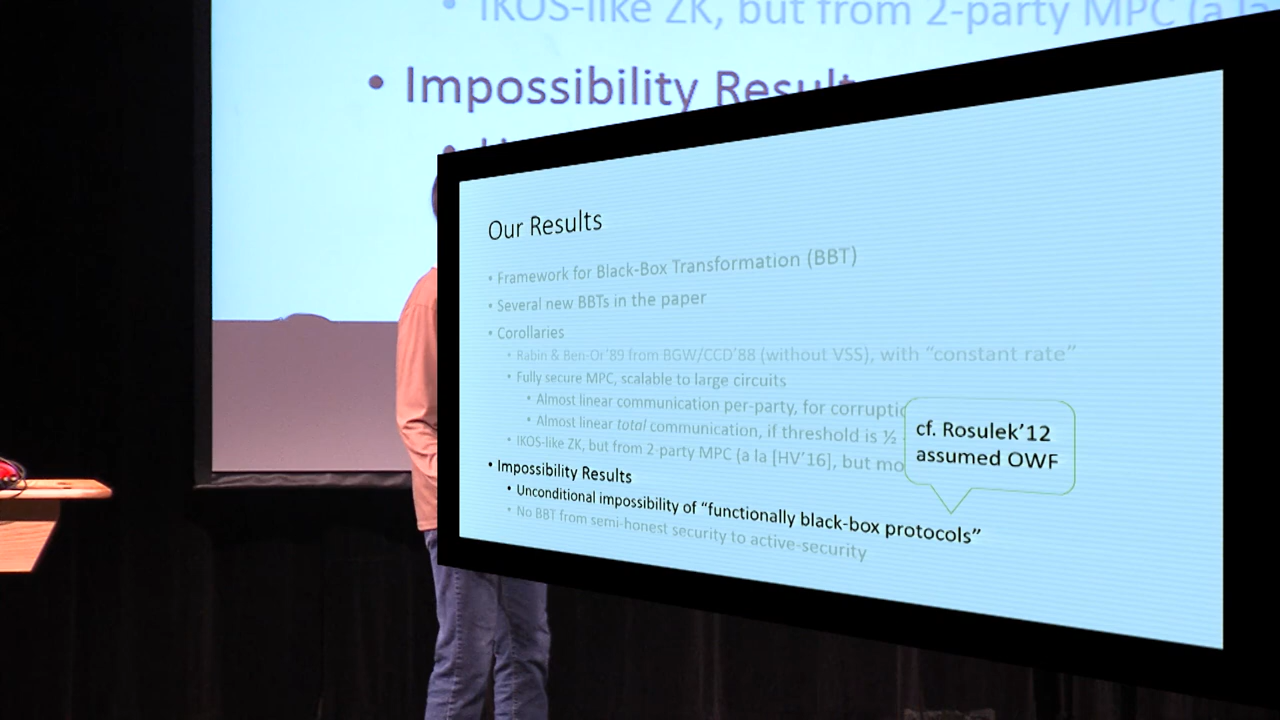 • IKOS-like ZK, but from 2-party MPC (a la
• Impossibility Result
Our Results
• Framework for Black-Box Transformation (BBT)
• Several new BBTs in the paper
• Corollaries
• Rabin & Ben-Or'89 from BGW/CCD'88 (without VSS), with “constant rate”
• Fully secure MPC, scalable to large circuits
• Almost linear communication per-party, for
• Almost linear total communication, if threshold is ½
• IKOS-like ZK, but from 2-party MPC (a la [HV'16], but
cf. Rosulek'12
assumed OWF
• Impossibility Results
• Unconditional impossibility of “functionally black-box protocols”
• No BBT from semi-honest security to active-security